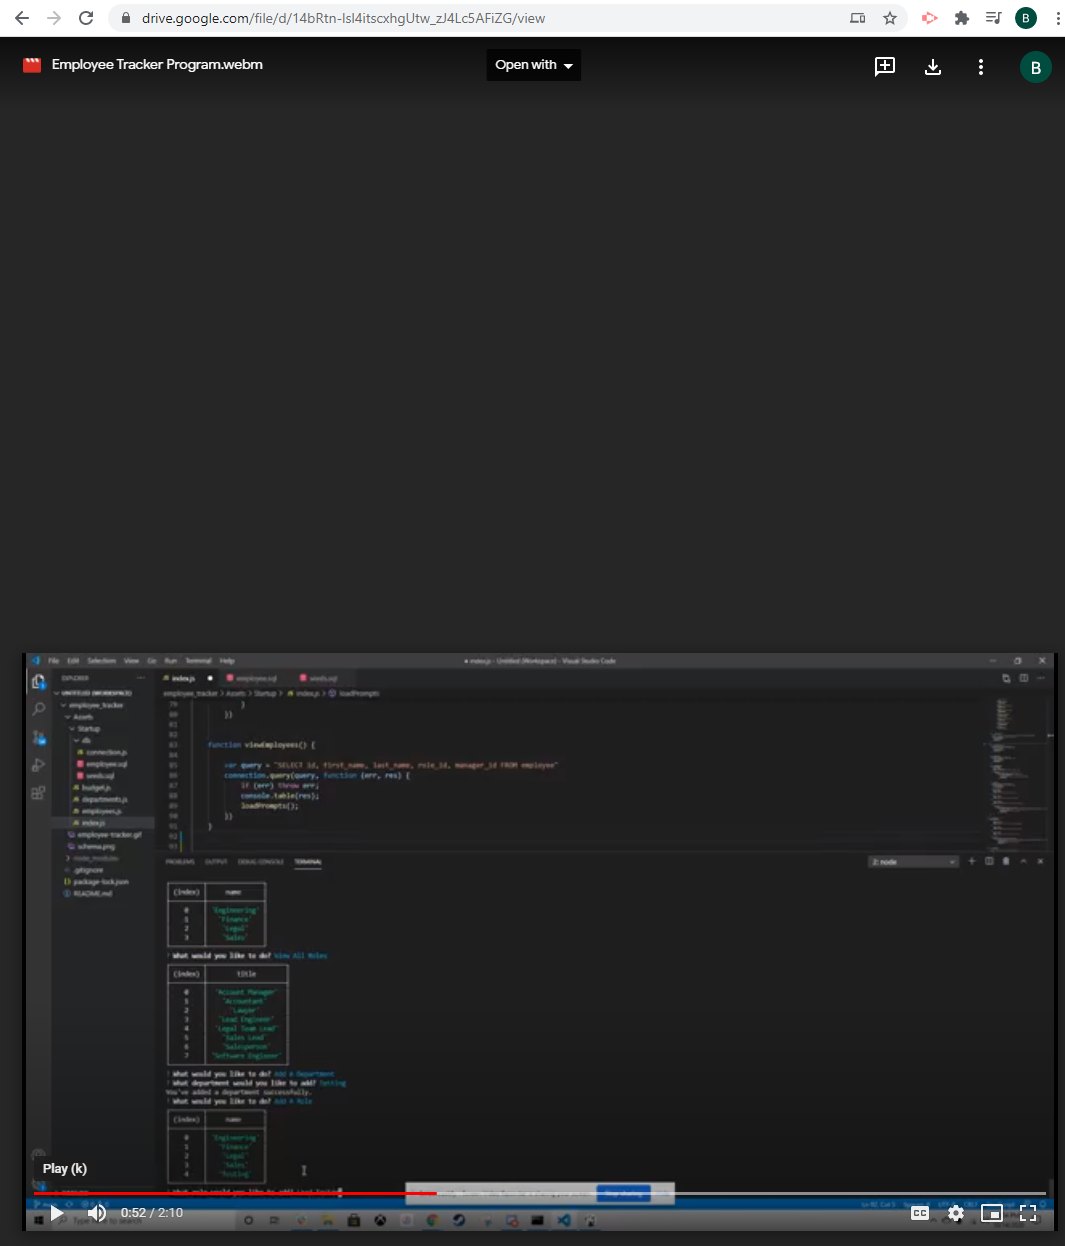 drive.google.com/file/d/14bRtn-Isl4itscxhgUtw_zJ4Lc5AFiZG/view
B
Employee Tracker Program.webm
Open with
B
File Edit Selection View Go Run Terminal Help
index.js - Untitled (Workspace) - Visual Studio Code
EXPLORER
index.js
employee.sql
seeds.sql
UNTITLED (WORKSPACE)
employee_tracker > Assets > Startup > index.js > loadPrompts
employee_tracker
Assets
Startup
db
connection.js
employee.sql
seeds.sql
budget.js
departments.js
employees.js
index.js
employee-tracker.gif
schema.png
node_modules
.gitignore
package-lock.json
README.md
79 }
80 })
81
82
83 function viewEmployees() {
84
85 var query = "SELECT id, first_name, last_name, role_id, manager_id FROM employee"
86 connection.query(query, function (err, res) {
87 if (err) throw err;
88 console.table(res);
89 loadPrompts();
90 })
91 }
92
93
PROBLEMS OUTPUT DEBUG CONSOLE TERMINAL
2: node
(index) name
0 'Engineering'
1 'Finance'
2 'Legal'
3 'Sales'
? What would you like to do? View All Roles
(index) title
0 'Account Manager'
1 'Accountant'
2 'Lawyer'
3 'Lead Engineer'
4 'Legal Team Lead'
5 'Sales Lead'
6 'Salesperson'
7 'Software Engineer'
? What would you like to do? Add A Department
? What department would you like to add? Testing
You've added a department successfully.
? What would you like to do? Add A Role
(index) name
0 'Engineering'
1 'Finance'
2 'Legal'
3 'Sales'
4 'Testing'
? What role would you like to add?
Stop sharing
Play (k)
0:52 / 2:10
CC
Type here to search